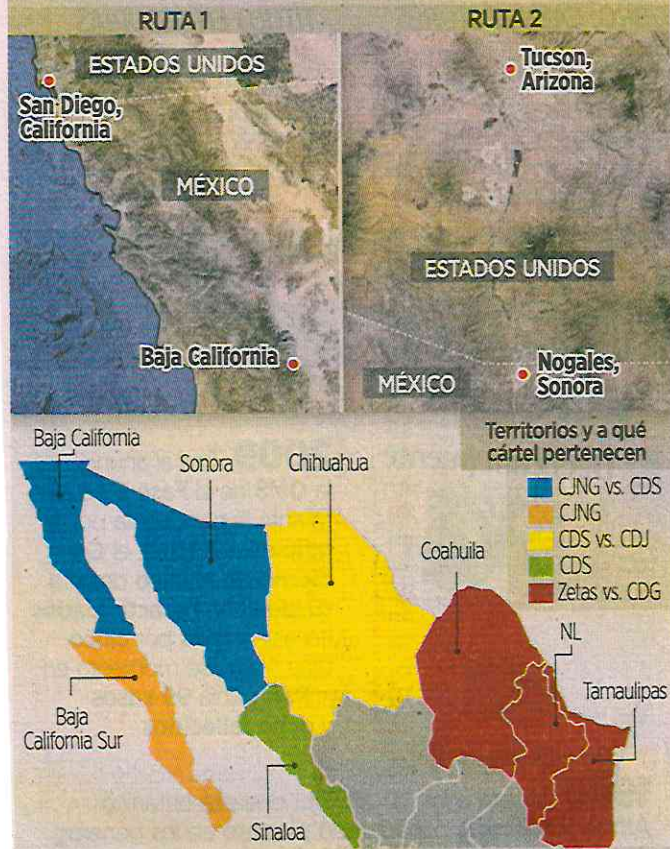 RUTA 1
ESTADOS UNIDOS
San Diego,
California
MÉXICO
Baja California
RUTA 2
Tucson,
Arizona
ESTADOS UNIDOS
MÉXICO
Nogales,
Sonora
Territorios y a qué
cártel pertenecen
CJNG vs. CDS
CJNG
CDS vs. CDJ
CDS
Zetas vs. CDG
Baja California
Sonora
Chihuahua
Coahuila
NL
Tamaulipas
Baja
California Sur
Sinaloa